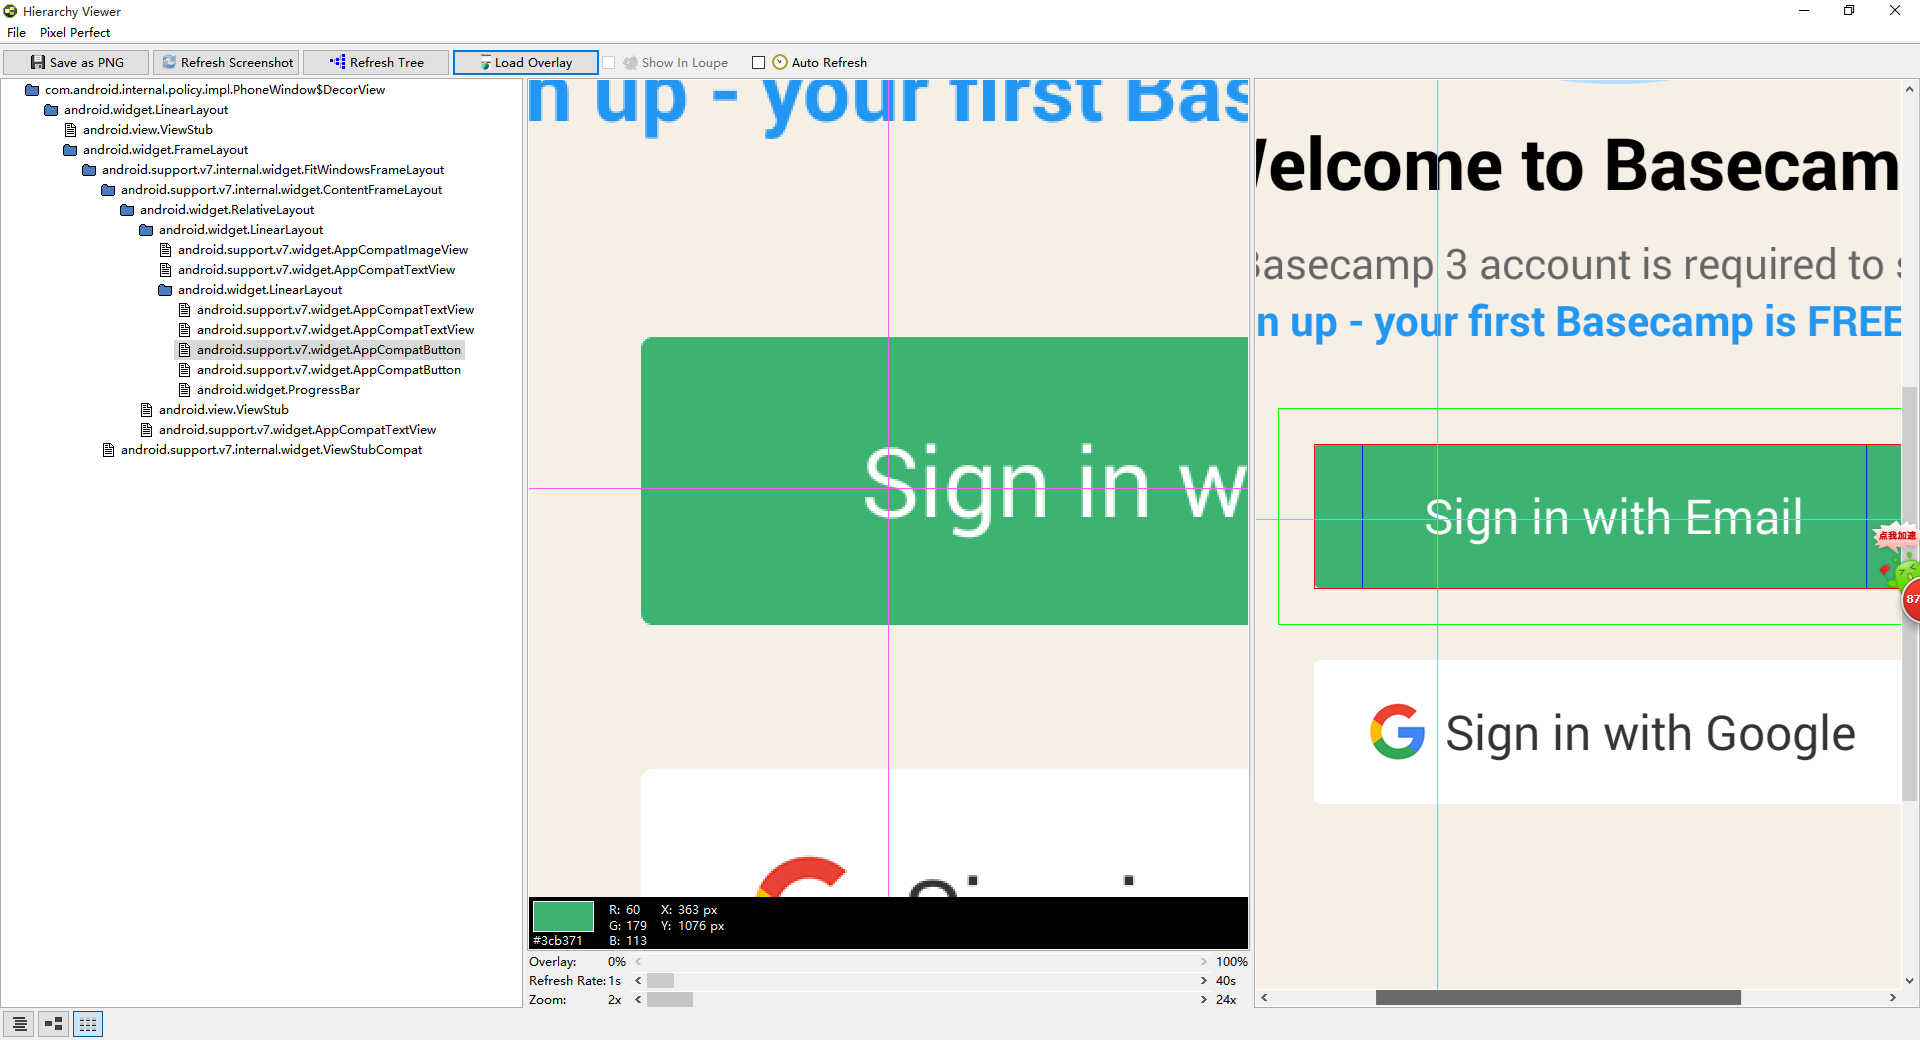 Hierarchy Viewer
File Pixel Perfect
Save as PNG Refresh Screenshot Refresh Tree Load Overlay Show In Loupe Auto Refresh
com.android.internal.policy.impl.PhoneWindow$DecorView
android.widget.LinearLayout
android.view.ViewStub
android.widget.FrameLayout
android.support.v7.internal.widget.FitWindowsFrameLayout
android.support.v7.internal.widget.ContentFrameLayout
android.widget.RelativeLayout
android.widget.LinearLayout
android.support.v7.widget.AppCompatImageView
android.support.v7.widget.AppCompatTextView
android.widget.LinearLayout
android.support.v7.widget.AppCompatTextView
android.support.v7.widget.AppCompatTextView
android.support.v7.widget.AppCompatButton
android.support.v7.widget.AppCompatButton
android.widget.ProgressBar
android.view.ViewStub
android.support.v7.widget.AppCompatTextView
android.support.v7.internal.widget.ViewStubCompat
n up - your first Bas
Sign in w
R: 60 X: 363 px
G: 179 Y: 1076 px
#3cb371 B: 113
Overlay: 0% 100%
Refresh Rate: 1s 40s
Zoom: 2x 24x
elcome to Basecam
asecamp 3 account is required to
n up - your first Basecamp is FREE
Sign in with Email
点我加速
87
Sign in with Google